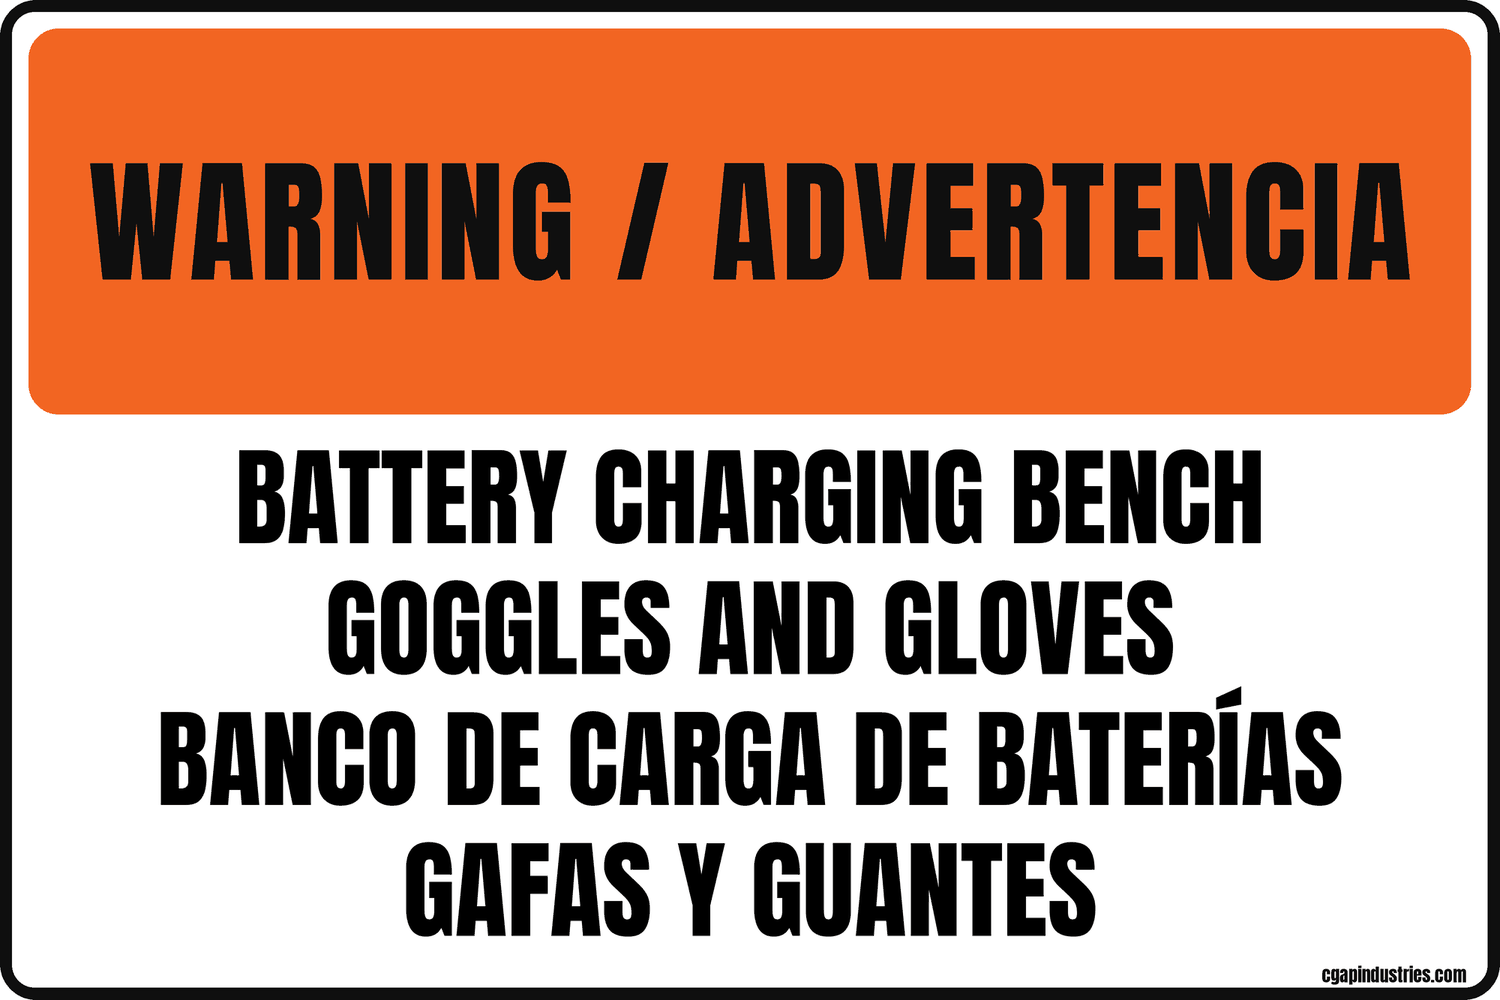 WARNING / ADVERTENCIA
BATTERY CHARGING BENCH
GOGGLES AND GLOVES
BANCO DE CARGA DE BATERÍAS
GAFAS Y GUANTES
cgapindustries.com